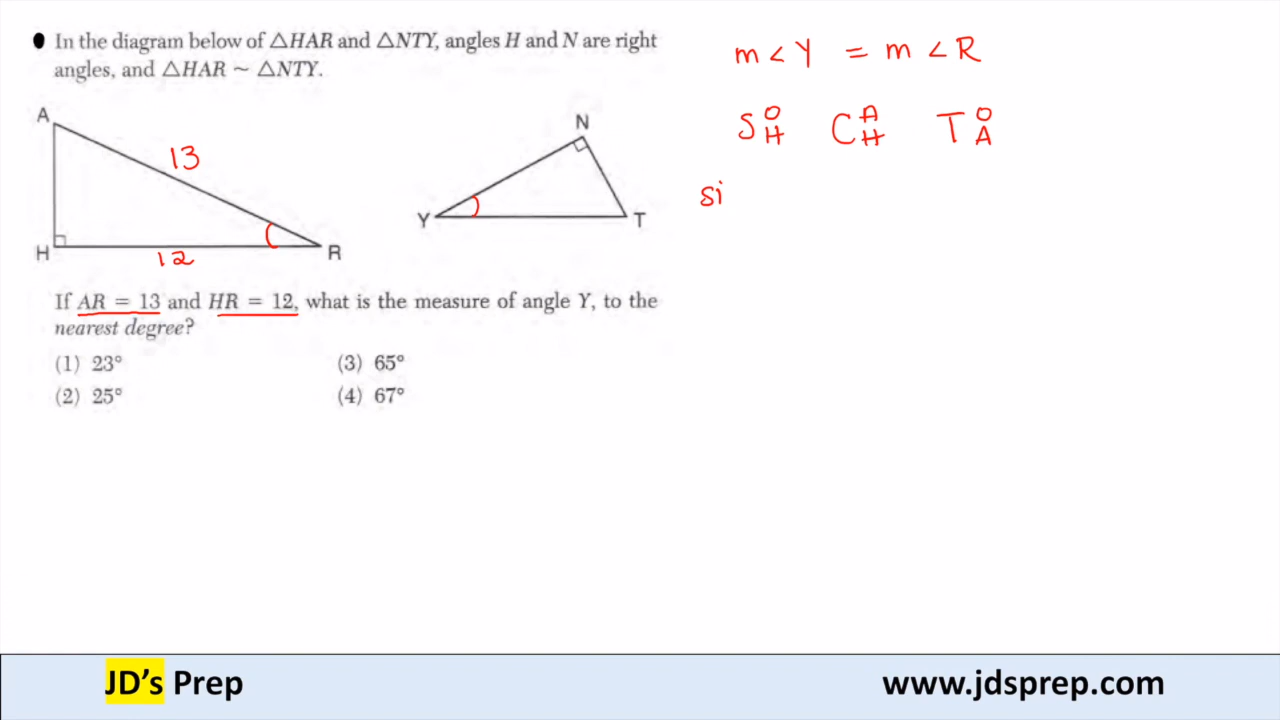 In the diagram below of △HAR and △NTY, angles H and N are right
angles, and △HAR ~ △NTY.
m < Y = m < R
S O H C A H T O A
si
A
13
H
12
R
N
Y
T
If AR = 13 and HR = 12, what is the measure of angle Y, to the
nearest degree?
(1) 23° (3) 65°
(2) 25° (4) 67°
JD's Prep
www.jdsprep.com